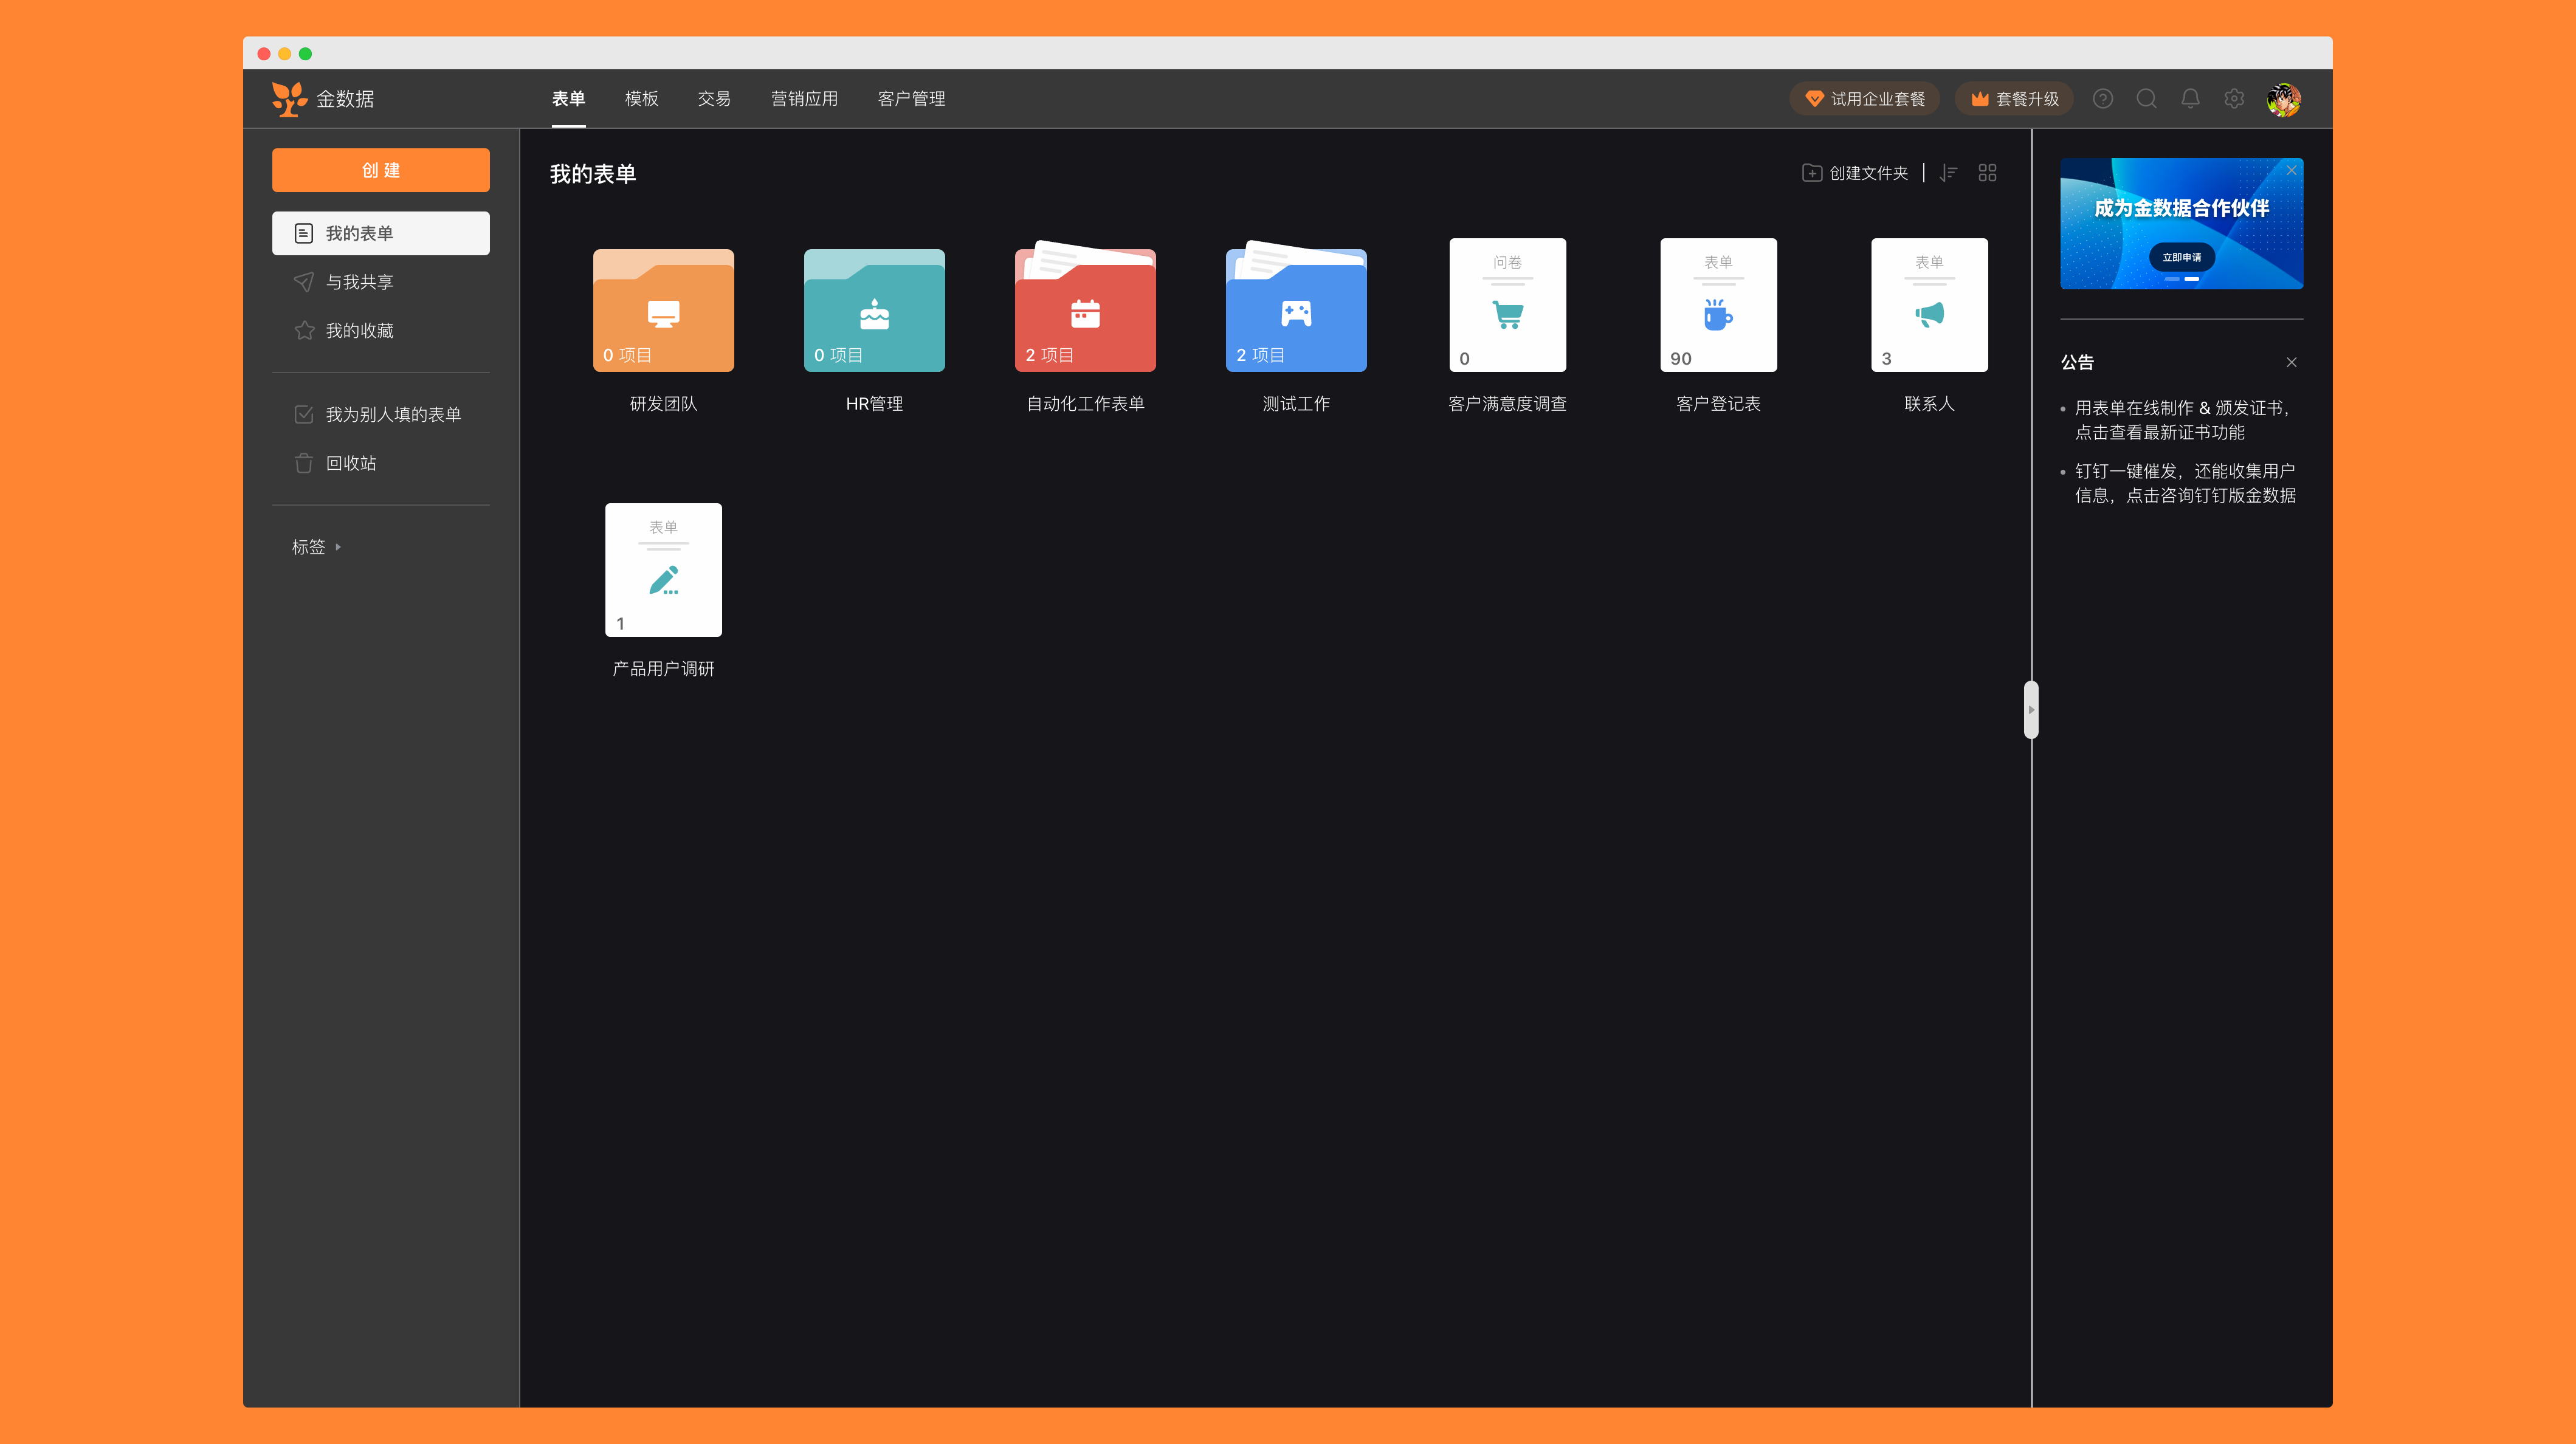 金数据
表单 模板 交易 营销应用 客户管理
试用企业套餐 套餐升级
创 建
我的表单
与我共享
我的收藏
我为别人填的表单
回收站
标签
我的表单
创建文件夹
0 项目
研发团队
0 项目
HR管理
2 项目
自动化工作表单
2 项目
测试工作
问卷
0
客户满意度调查
表单
90
客户登记表
表单
3
联系人
表单
1
产品用户调研
成为金数据合作伙伴
立即申请
公告
用表单在线制作 & 颁发证书，
点击查看最新证书功能
钉钉一键催发，还能收集用户
信息，点击咨询钉钉版金数据